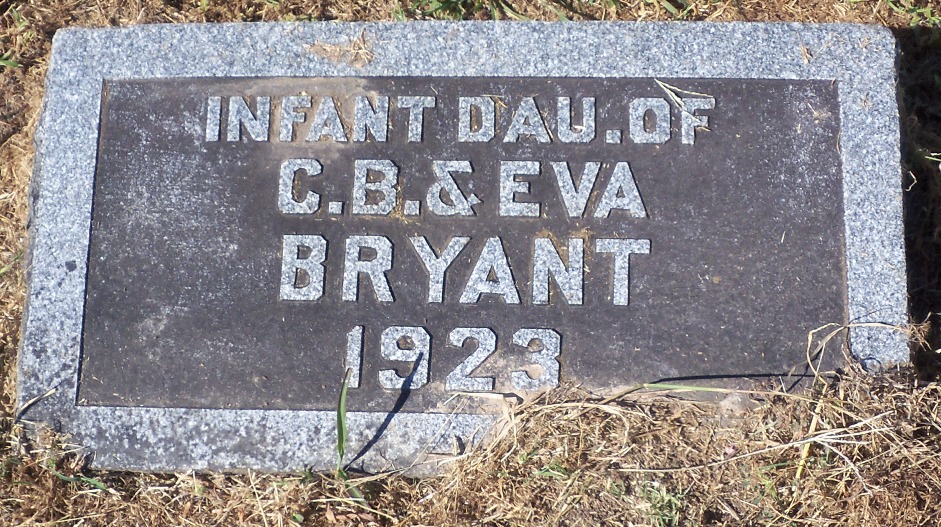 INFANT DAU. OF
C.B. & EVA
BRYANT
1923